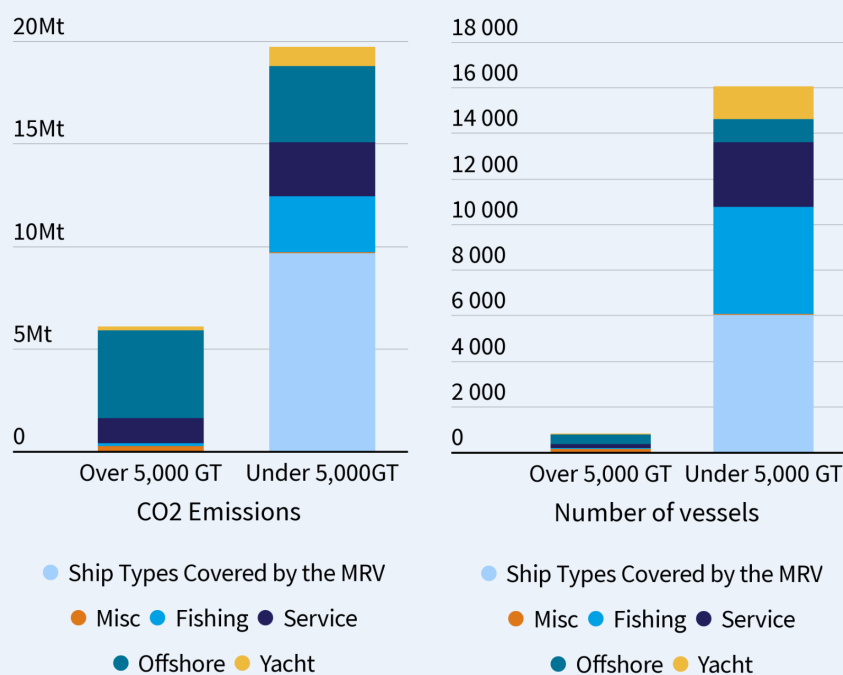 20Mt
15Mt
10Mt
5Mt
0
Over 5,000 GT Under 5,000GT
CO2 Emissions
Ship Types Covered by the MRV
Misc Fishing Service
Offshore Yacht
18 000
16 000
14 000
12 000
10 000
8 000
6 000
4 000
2 000
0
Over 5,000 GT Under 5,000 GT
Number of vessels
Ship Types Covered by the MRV
Misc Fishing Service
Offshore Yacht